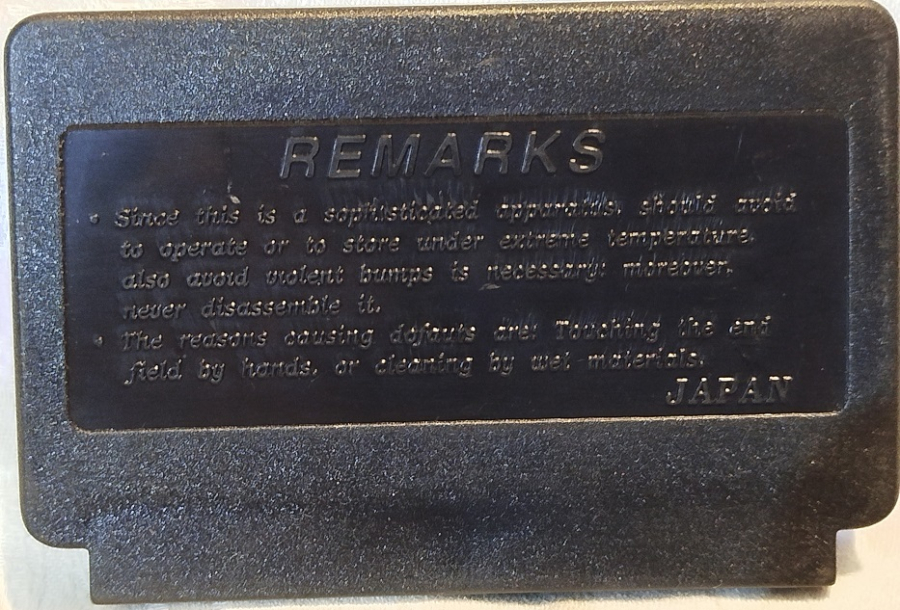 REMARKS
• Since this is a sophisticated apparatus, should avoid
to operate or to store under extreme temperature.
also avoid violent bumps is necessary; moreover,
never disassemble it.
• The reasons causing dofauts are: Touching the end
field by hands, or cleaning by wet materials.
JAPAN